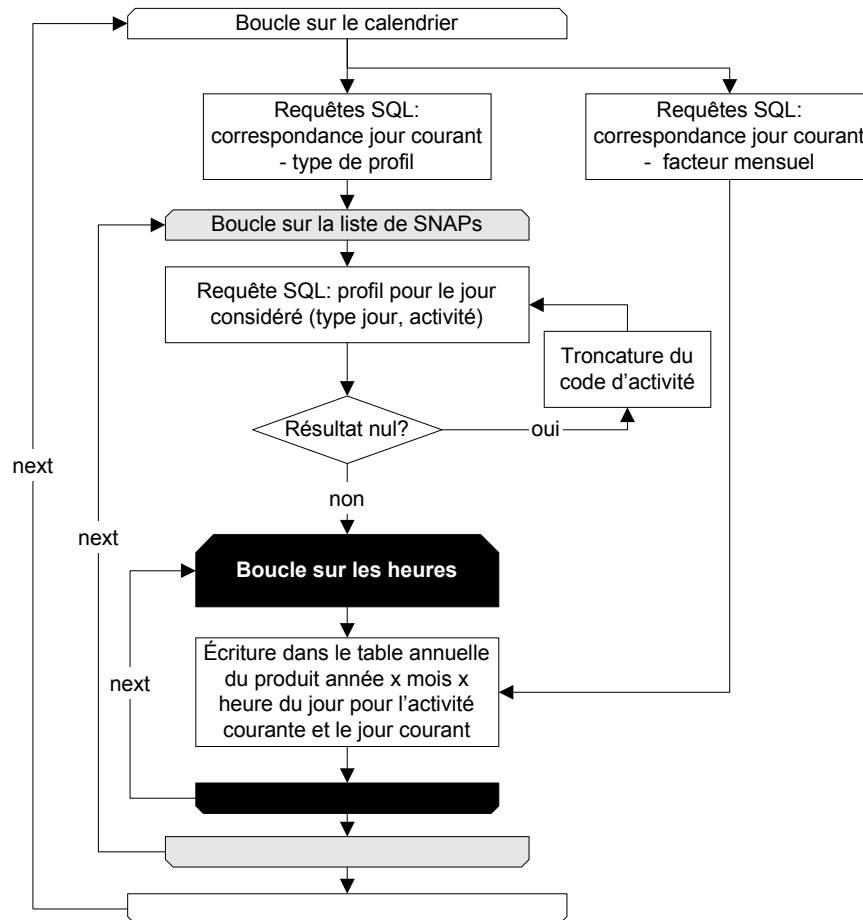 Boucle sur le calendrier
Requêtes SQL:
correspondance jour courant
- type de profil
Requêtes SQL:
correspondance jour courant
- facteur mensuel
Boucle sur la liste de SNAPs
Requête SQL: profil pour le jour
considéré (type jour, activité)
Troncature du
code d'activité
Résultat nul?
oui
non
next
next
Boucle sur les heures
next
Écriture dans le table annuelle
du produit année x mois x
heure du jour pour l'activité
courante et le jour courant